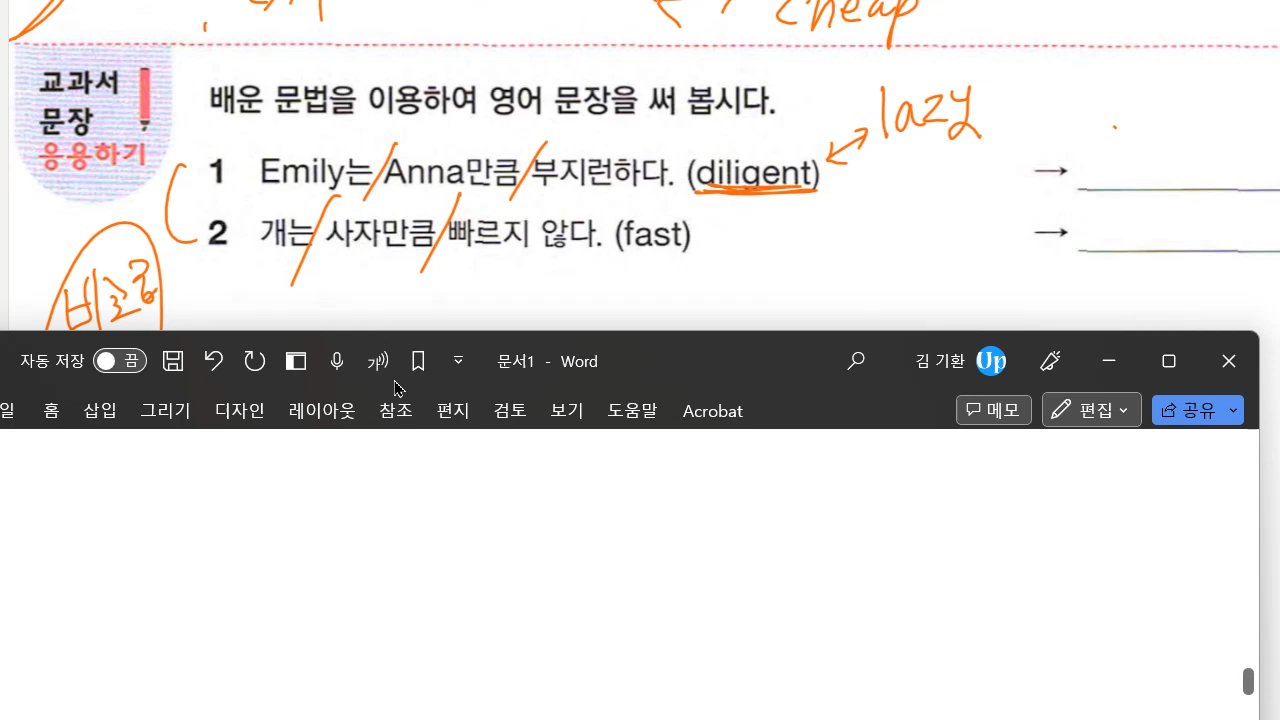 cheap
교과서
문장
응용하기
배운 문법을 이용하여 영어 문장을 써 봅시다.
lazy
1 Emily는 Anna만큼 부지런하다. (diligent) →
2 개는 사자만큼 빠르지 않다. (fast) →
자동 저장 끔 가 문서1 - Word 김 기환 Up
일 홈 삽입 그리기 디자인 레이아웃 참조 편지 검토 보기 도움말 Acrobat 메모 편집 공유